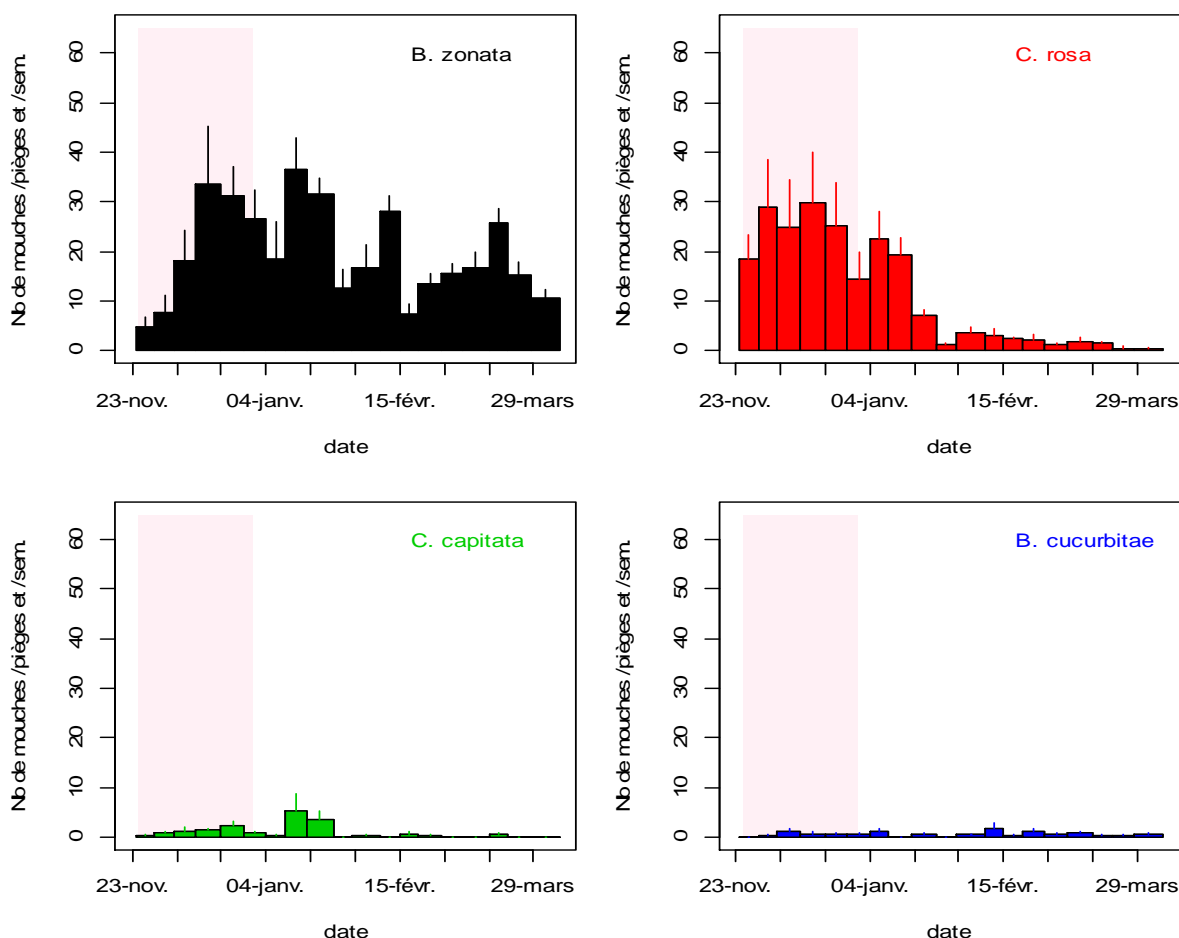 B. zonata
Nb de mouches /pièges et /sem.
60
50
40
30
20
10
0
23-nov. 04-janv. 15-févr. 29-mars
date
C. rosa
Nb de mouches /pièges et /sem.
60
50
40
30
20
10
0
23-nov. 04-janv. 15-févr. 29-mars
date
C. capitata
Nb de mouches /pièges et /sem.
60
50
40
30
20
10
0
23-nov. 04-janv. 15-févr. 29-mars
date
B. cucurbitae
Nb de mouches /pièges et /sem.
60
50
40
30
20
10
0
23-nov. 04-janv. 15-févr. 29-mars
date